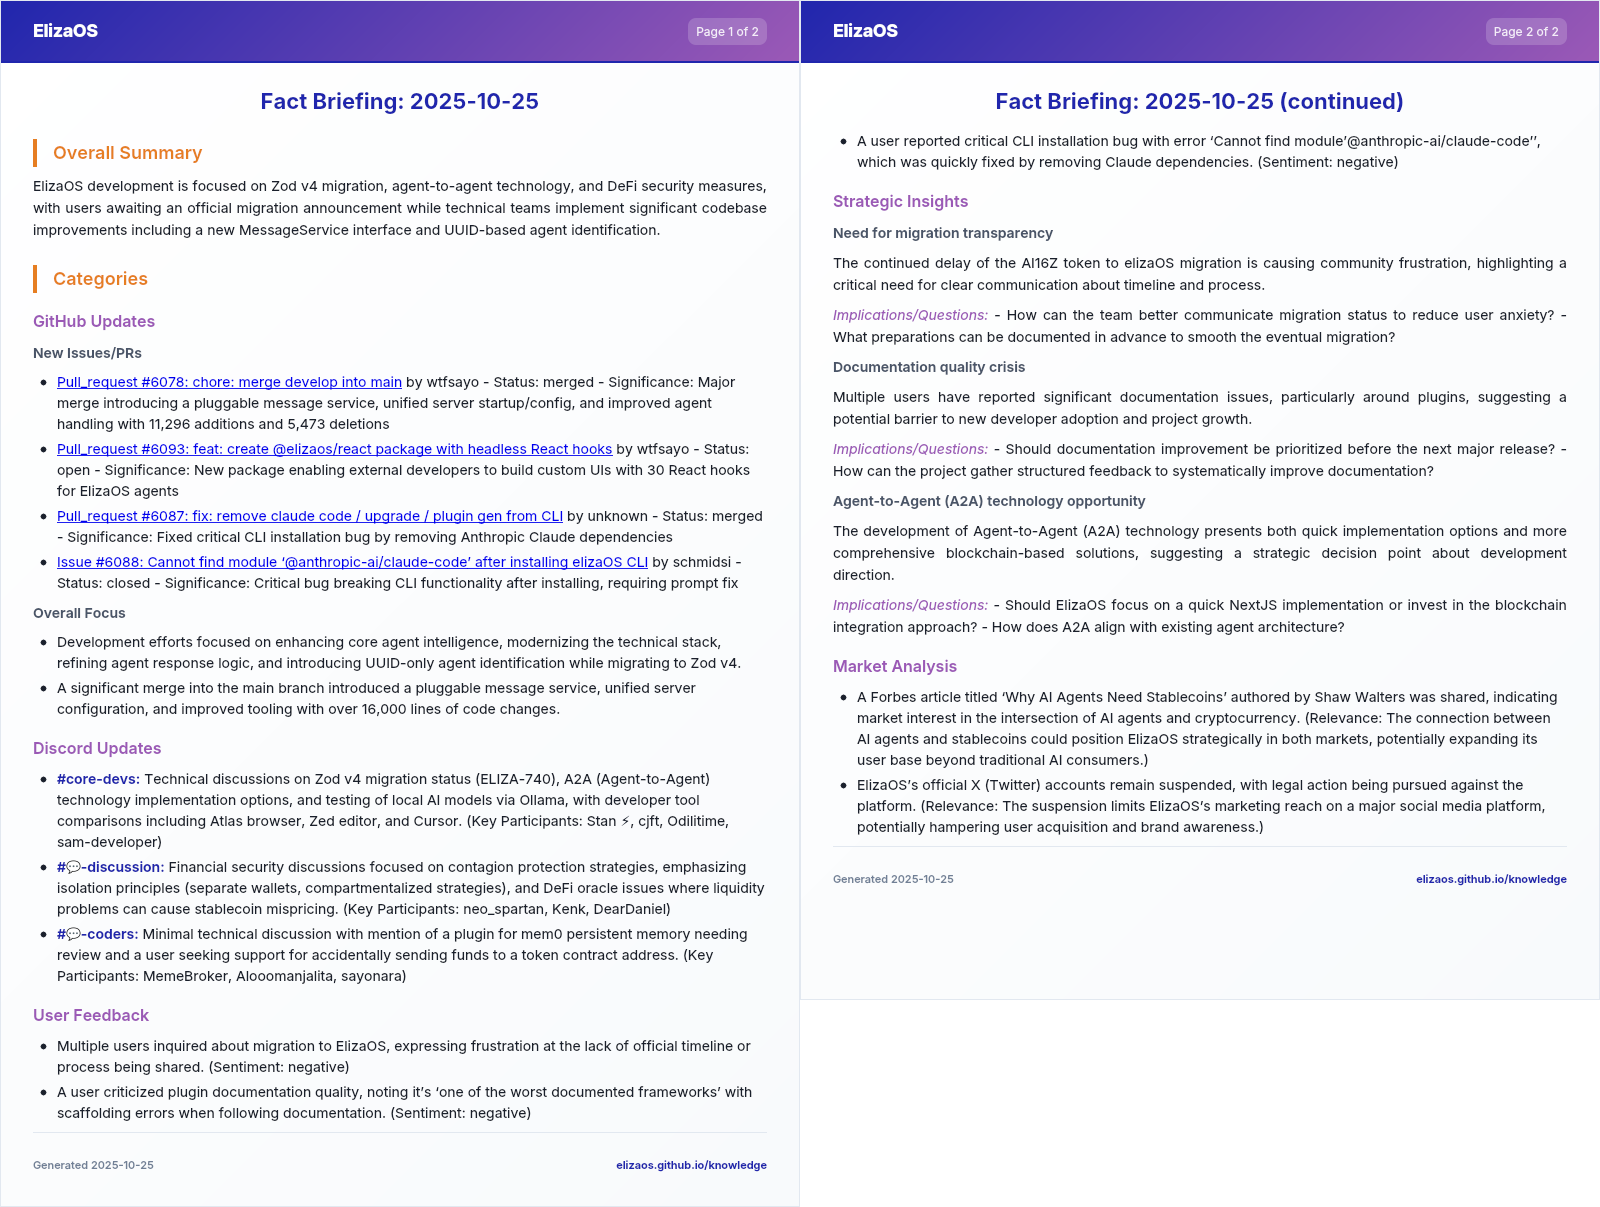 ElizaOS
Page 1 of 2
Fact Briefing: 2025-10-25
Overall Summary
ElizaOS development is focused on Zod v4 migration, agent-to-agent technology, and DeFi security measures,
with users awaiting an official migration announcement while technical teams implement significant codebase
improvements including a new MessageService interface and UUID-based agent identification.
Categories
GitHub Updates
New Issues/PRs
• Pull_request #6078: chore: merge develop into main by wtfsayo - Status: merged - Significance: Major
merge introducing a pluggable message service, unified server startup/config, and improved agent
handling with 11,296 additions and 5,473 deletions
• Pull_request #6093: feat: create @elizaos/react package with headless React hooks by wtfsayo - Status:
open - Significance: New package enabling external developers to build custom UIs with 30 React hooks
for ElizaOS agents
• Pull_request #6087: fix: remove claude code / upgrade / plugin gen from CLI by unknown - Status: merged
- Significance: Fixed critical CLI installation bug by removing Anthropic Claude dependencies
• Issue #6088: Cannot find module ‘@anthropic-ai/claude-code’ after installing elizaOS CLI by schmidsi -
Status: closed - Significance: Critical bug breaking CLI functionality after installing, requiring prompt fix
Overall Focus
• Development efforts focused on enhancing core agent intelligence, modernizing the technical stack,
refining agent response logic, and introducing UUID-only agent identification while migrating to Zod v4.
• A significant merge into the main branch introduced a pluggable message service, unified server
configuration, and improved tooling with over 16,000 lines of code changes.
Discord Updates
• #core-devs: Technical discussions on Zod v4 migration status (ELIZA-740), A2A (Agent-to-Agent)
technology implementation options, and testing of local AI models via Ollama, with developer tool
comparisons including Atlas browser, Zed editor, and Cursor. (Key Participants: Stan ⚡, cjft, Odilitime,
sam-developer)
• #💬-discussion: Financial security discussions focused on contagion protection strategies, emphasizing
isolation principles (separate wallets, compartmentalized strategies), and DeFi oracle issues where liquidity
problems can cause stablecoin mispricing. (Key Participants: neo_spartan, Kenk, DearDaniel)
• #💬-coders: Minimal technical discussion with mention of a plugin for mem0 persistent memory needing
review and a user seeking support for accidentally sending funds to a token contract address. (Key
Participants: MemeBroker, Alooomanjalita, sayonara)
User Feedback
• Multiple users inquired about migration to ElizaOS, expressing frustration at the lack of official timeline or
process being shared. (Sentiment: negative)
• A user criticized plugin documentation quality, noting it’s ‘one of the worst documented frameworks’ with
scaffolding errors when following documentation. (Sentiment: negative)
Generated 2025-10-25
elizaos.github.io/knowledge
ElizaOS
Page 2 of 2
Fact Briefing: 2025-10-25 (continued)
• A user reported critical CLI installation bug with error ‘Cannot find module’@anthropic-ai/claude-code’’,
which was quickly fixed by removing Claude dependencies. (Sentiment: negative)
Strategic Insights
Need for migration transparency
The continued delay of the AI16Z token to elizaOS migration is causing community frustration, highlighting a
critical need for clear communication about timeline and process.
Implications/Questions: - How can the team better communicate migration status to reduce user anxiety? -
What preparations can be documented in advance to smooth the eventual migration?
Documentation quality crisis
Multiple users have reported significant documentation issues, particularly around plugins, suggesting a
potential barrier to new developer adoption and project growth.
Implications/Questions: - Should documentation improvement be prioritized before the next major release? -
How can the project gather structured feedback to systematically improve documentation?
Agent-to-Agent (A2A) technology opportunity
The development of Agent-to-Agent (A2A) technology presents both quick implementation options and more
comprehensive blockchain-based solutions, suggesting a strategic decision point about development
direction.
Implications/Questions: - Should ElizaOS focus on a quick NextJS implementation or invest in the blockchain
integration approach? - How does A2A align with existing agent architecture?
Market Analysis
• A Forbes article titled ‘Why AI Agents Need Stablecoins’ authored by Shaw Walters was shared, indicating
market interest in the intersection of AI agents and cryptocurrency. (Relevance: The connection between
AI agents and stablecoins could position ElizaOS strategically in both markets, potentially expanding its
user base beyond traditional AI consumers.)
• ElizaOS’s official X (Twitter) accounts remain suspended, with legal action being pursued against the
platform. (Relevance: The suspension limits ElizaOS’s marketing reach on a major social media platform,
potentially hampering user acquisition and brand awareness.)
Generated 2025-10-25
elizaos.github.io/knowledge